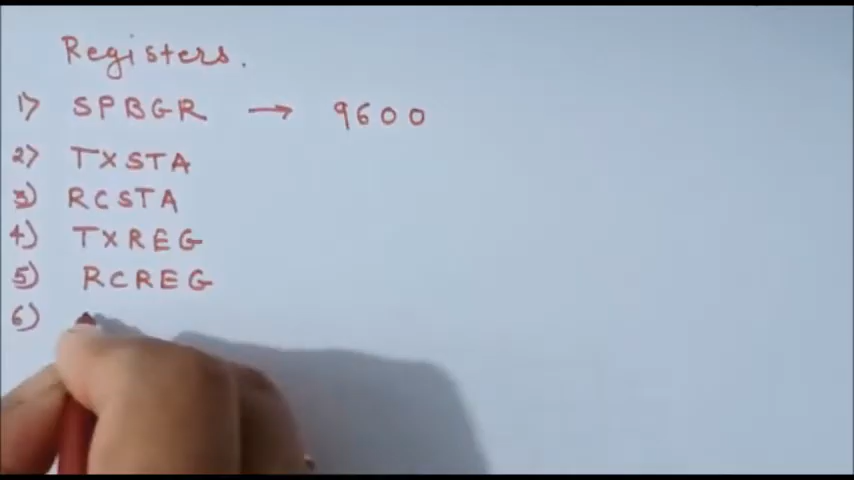 Registers.
1) SPBGR → 9600
2) TXSTA
3) RCSTA
4) TXREG
5) RCREG
6)